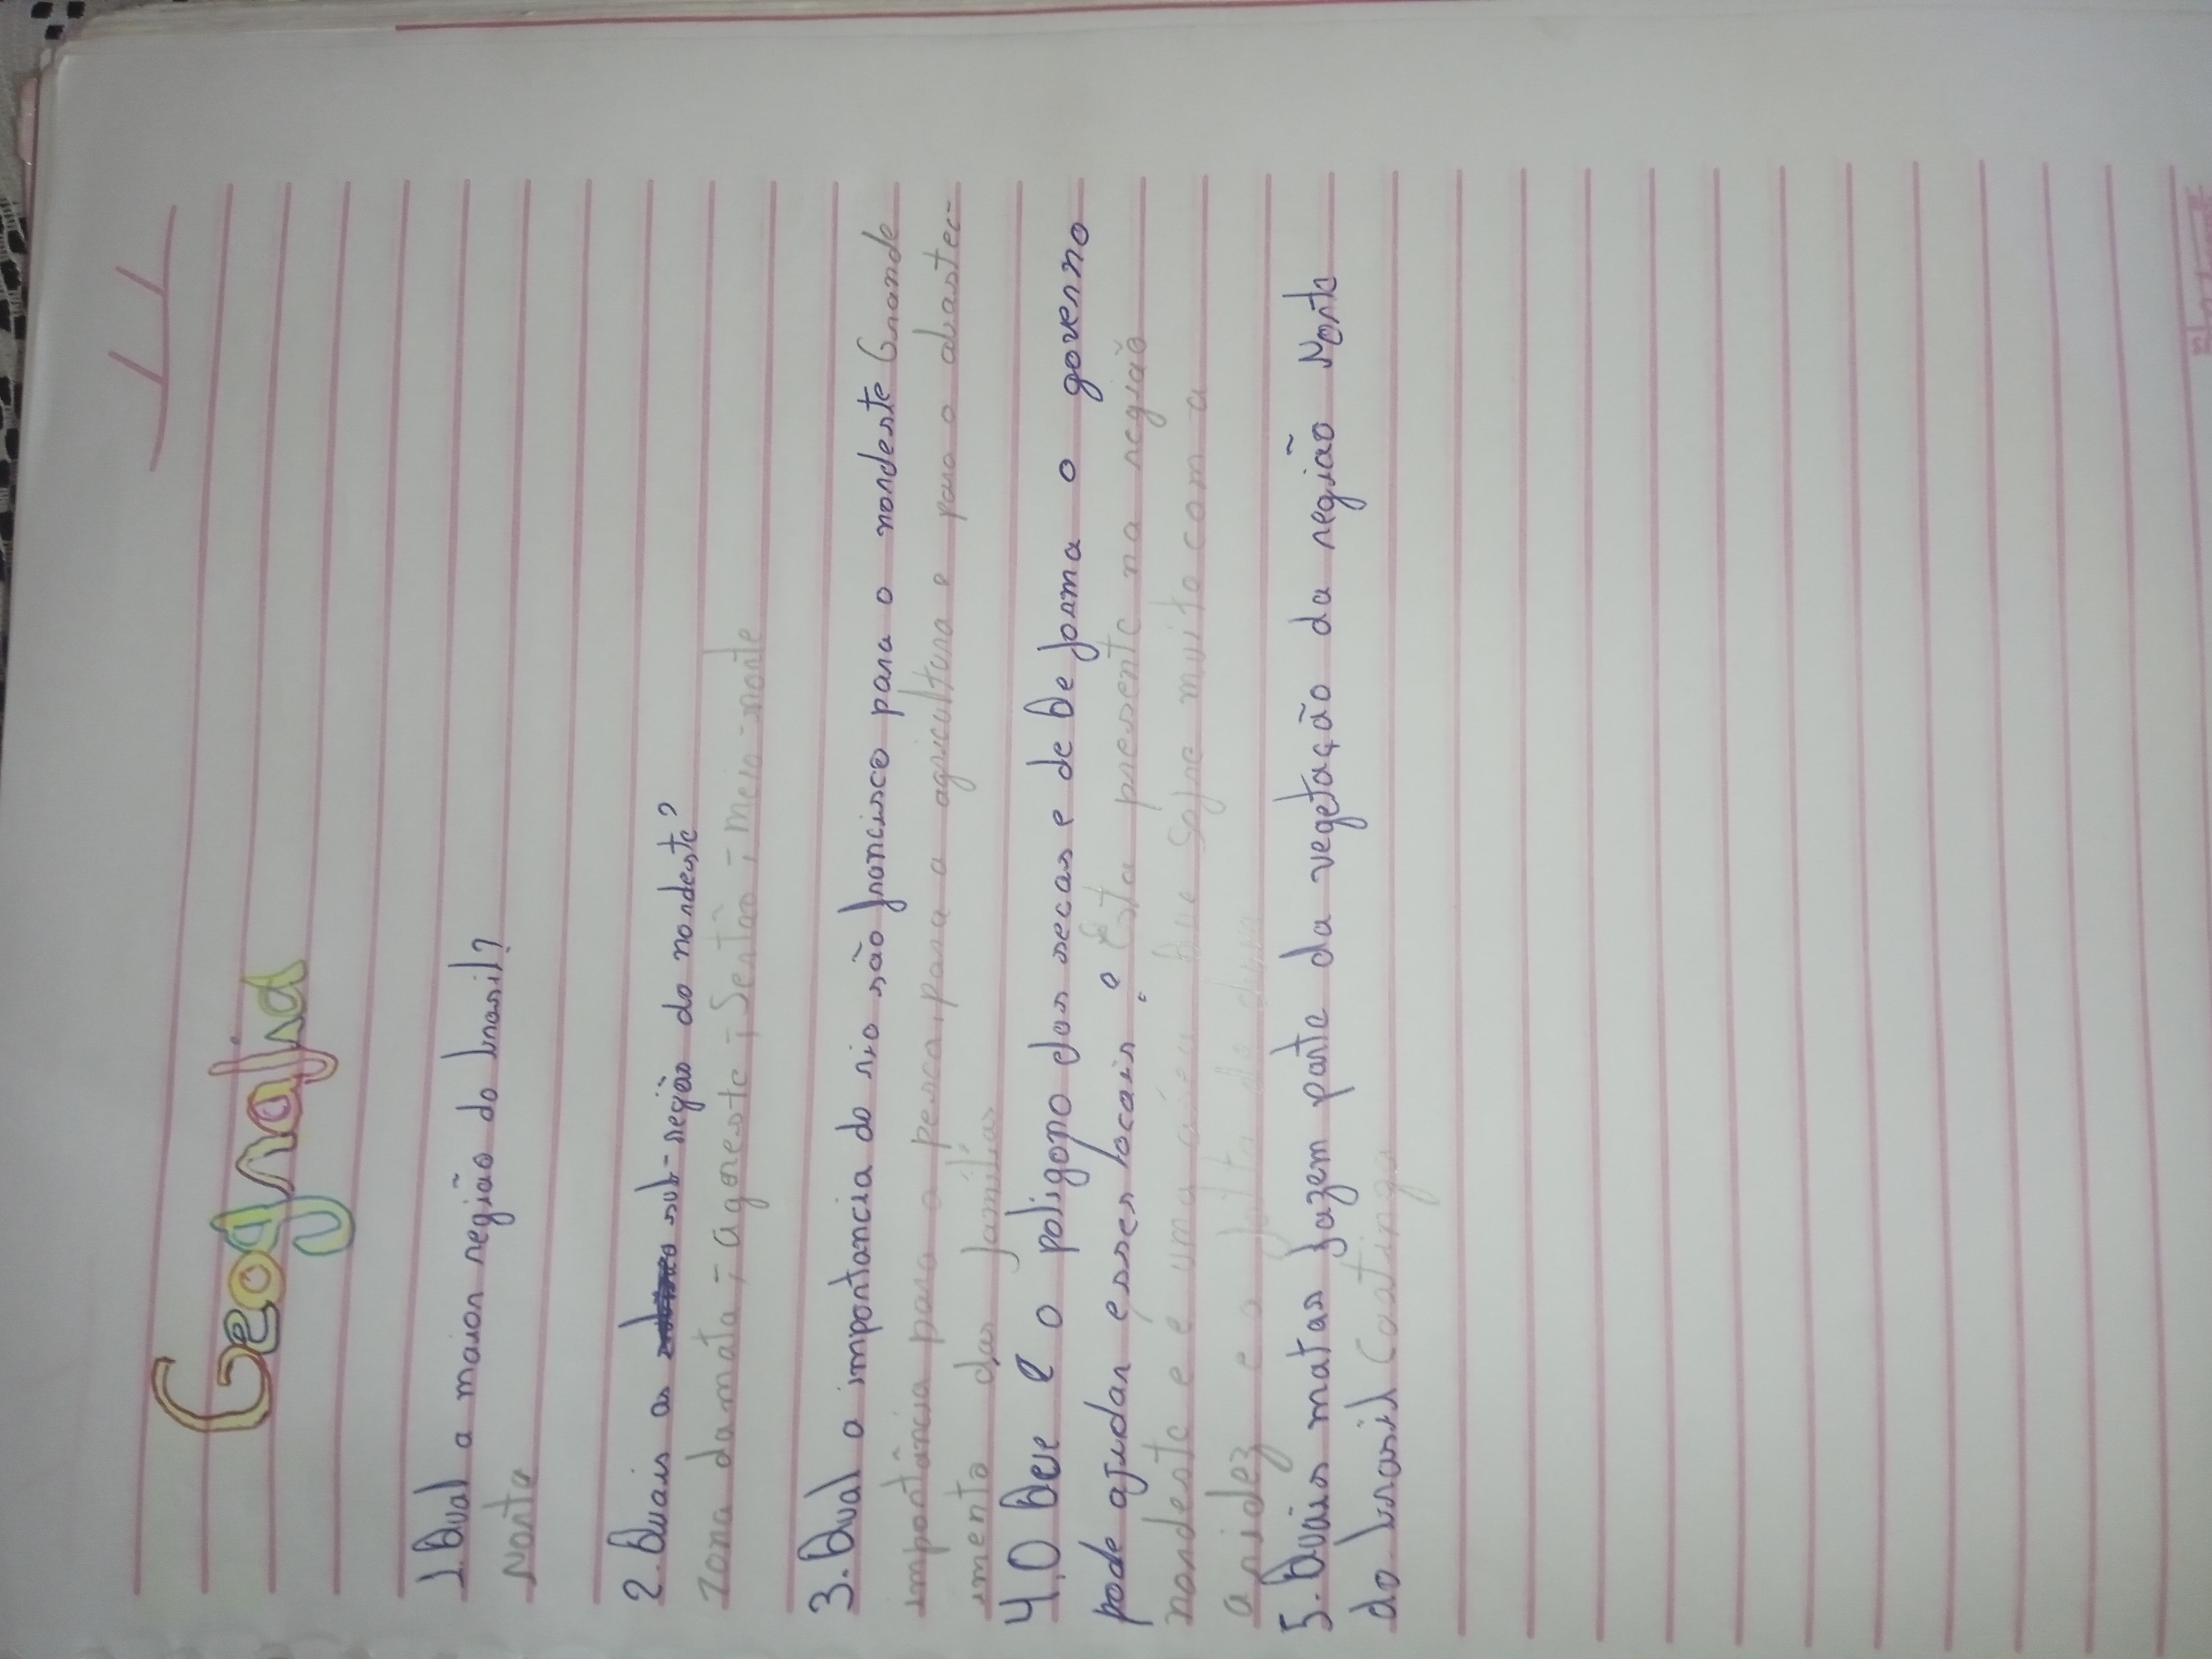 Geografia
1. Qual a maior região do brasil?
Norte
2. Quais as sub-região do nordeste?
Zona da mata; agreste; Sertão; meio-norte
3. Qual a importancia do rio são francisco para o nordeste Grande
importância para a pesca, para a agricultura e para o abastec-
imento das famílias
4. O Que e o poligono das secas e de Que forma o governo
pode ajudar esses locais? Esta presente na região
nordeste e é uma área que sofre muito com a
aridez e a falta de chuva
5. Quais matas fazem parte da vegetação da região Norte
do brasil Caatinga